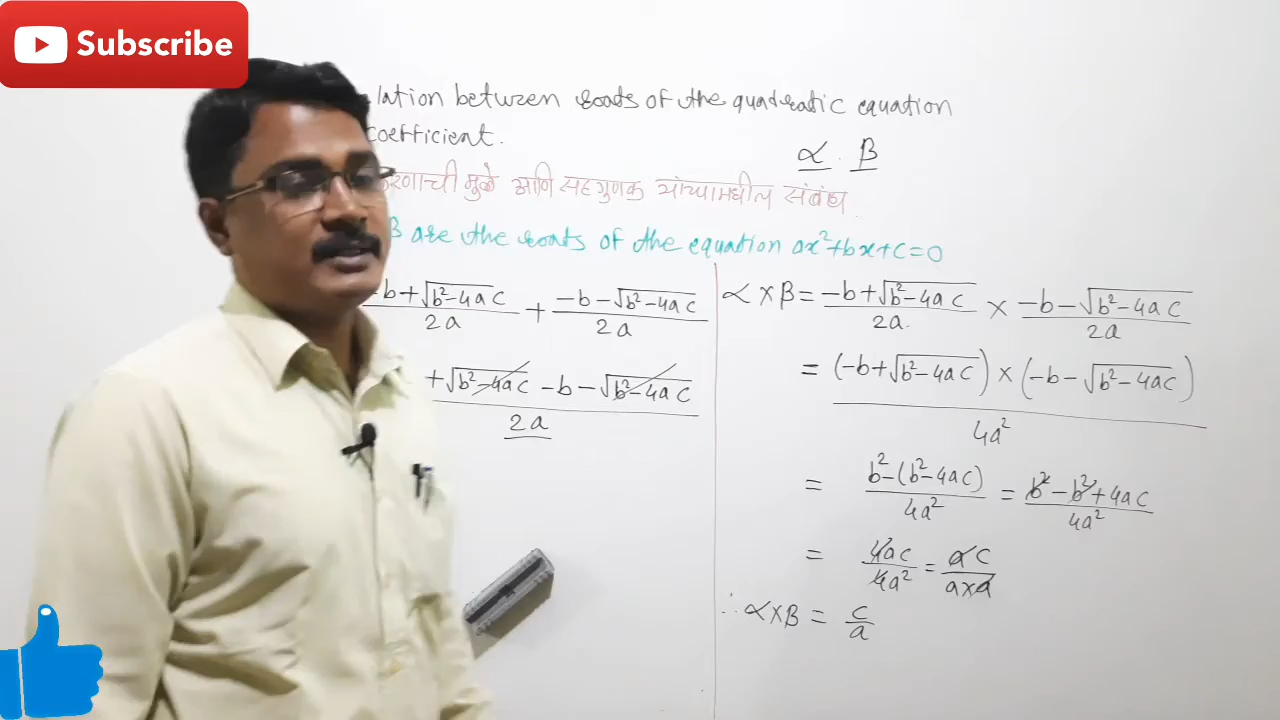 Subscribe
lation between roots of the quadratic equation
coefficient.
α . β
करणाची मुळे आणि सहगुणक यांच्यामधील संबंध
β are the roots of the equation ax²+bx+c=0
-b+√b²-4ac / 2a + -b-√b²-4ac / 2a
+√b²-4ac -b-√b²-4ac / 2a
α×β = -b+√b²-4ac / 2a × -b-√b²-4ac / 2a
= (-b+√b²-4ac)×(-b-√b²-4ac) / 4a²
= b²-(b²-4ac) / 4a² = b²-b²+4ac / 4a²
= 4ac / 4a² = ac / a×a
∴ α×β = c / a